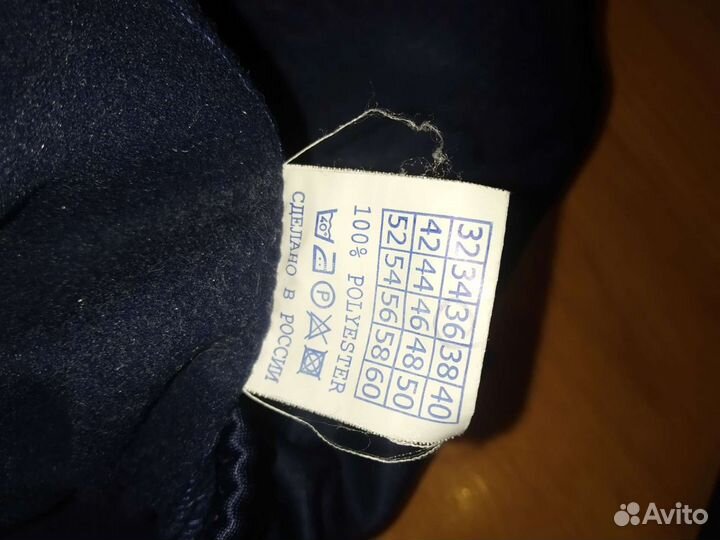 32 34 36 38 40
42 44 46 48 50
52 54 56 58 60
100% POLYESTER
40° P
СДЕЛАНО В РОССИИ
Avito